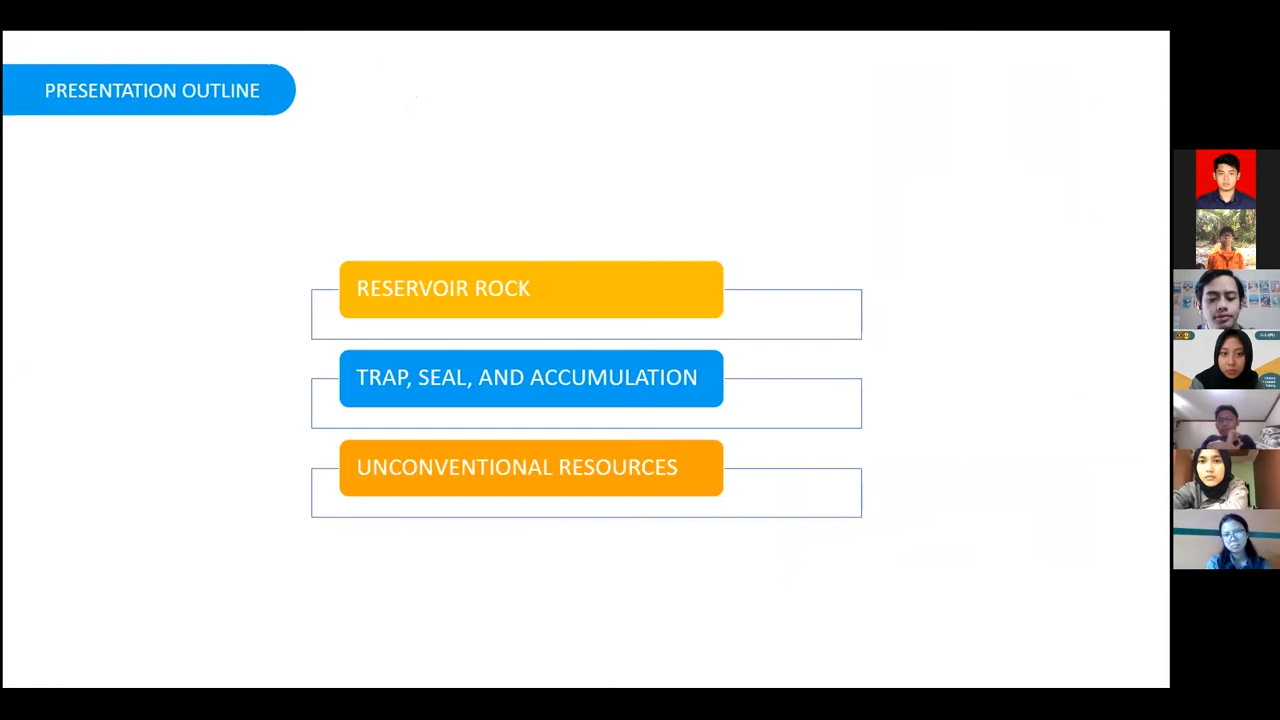 PRESENTATION OUTLINE
RESERVOIR ROCK
TRAP, SEAL, AND ACCUMULATION
UNCONVENTIONAL RESOURCES